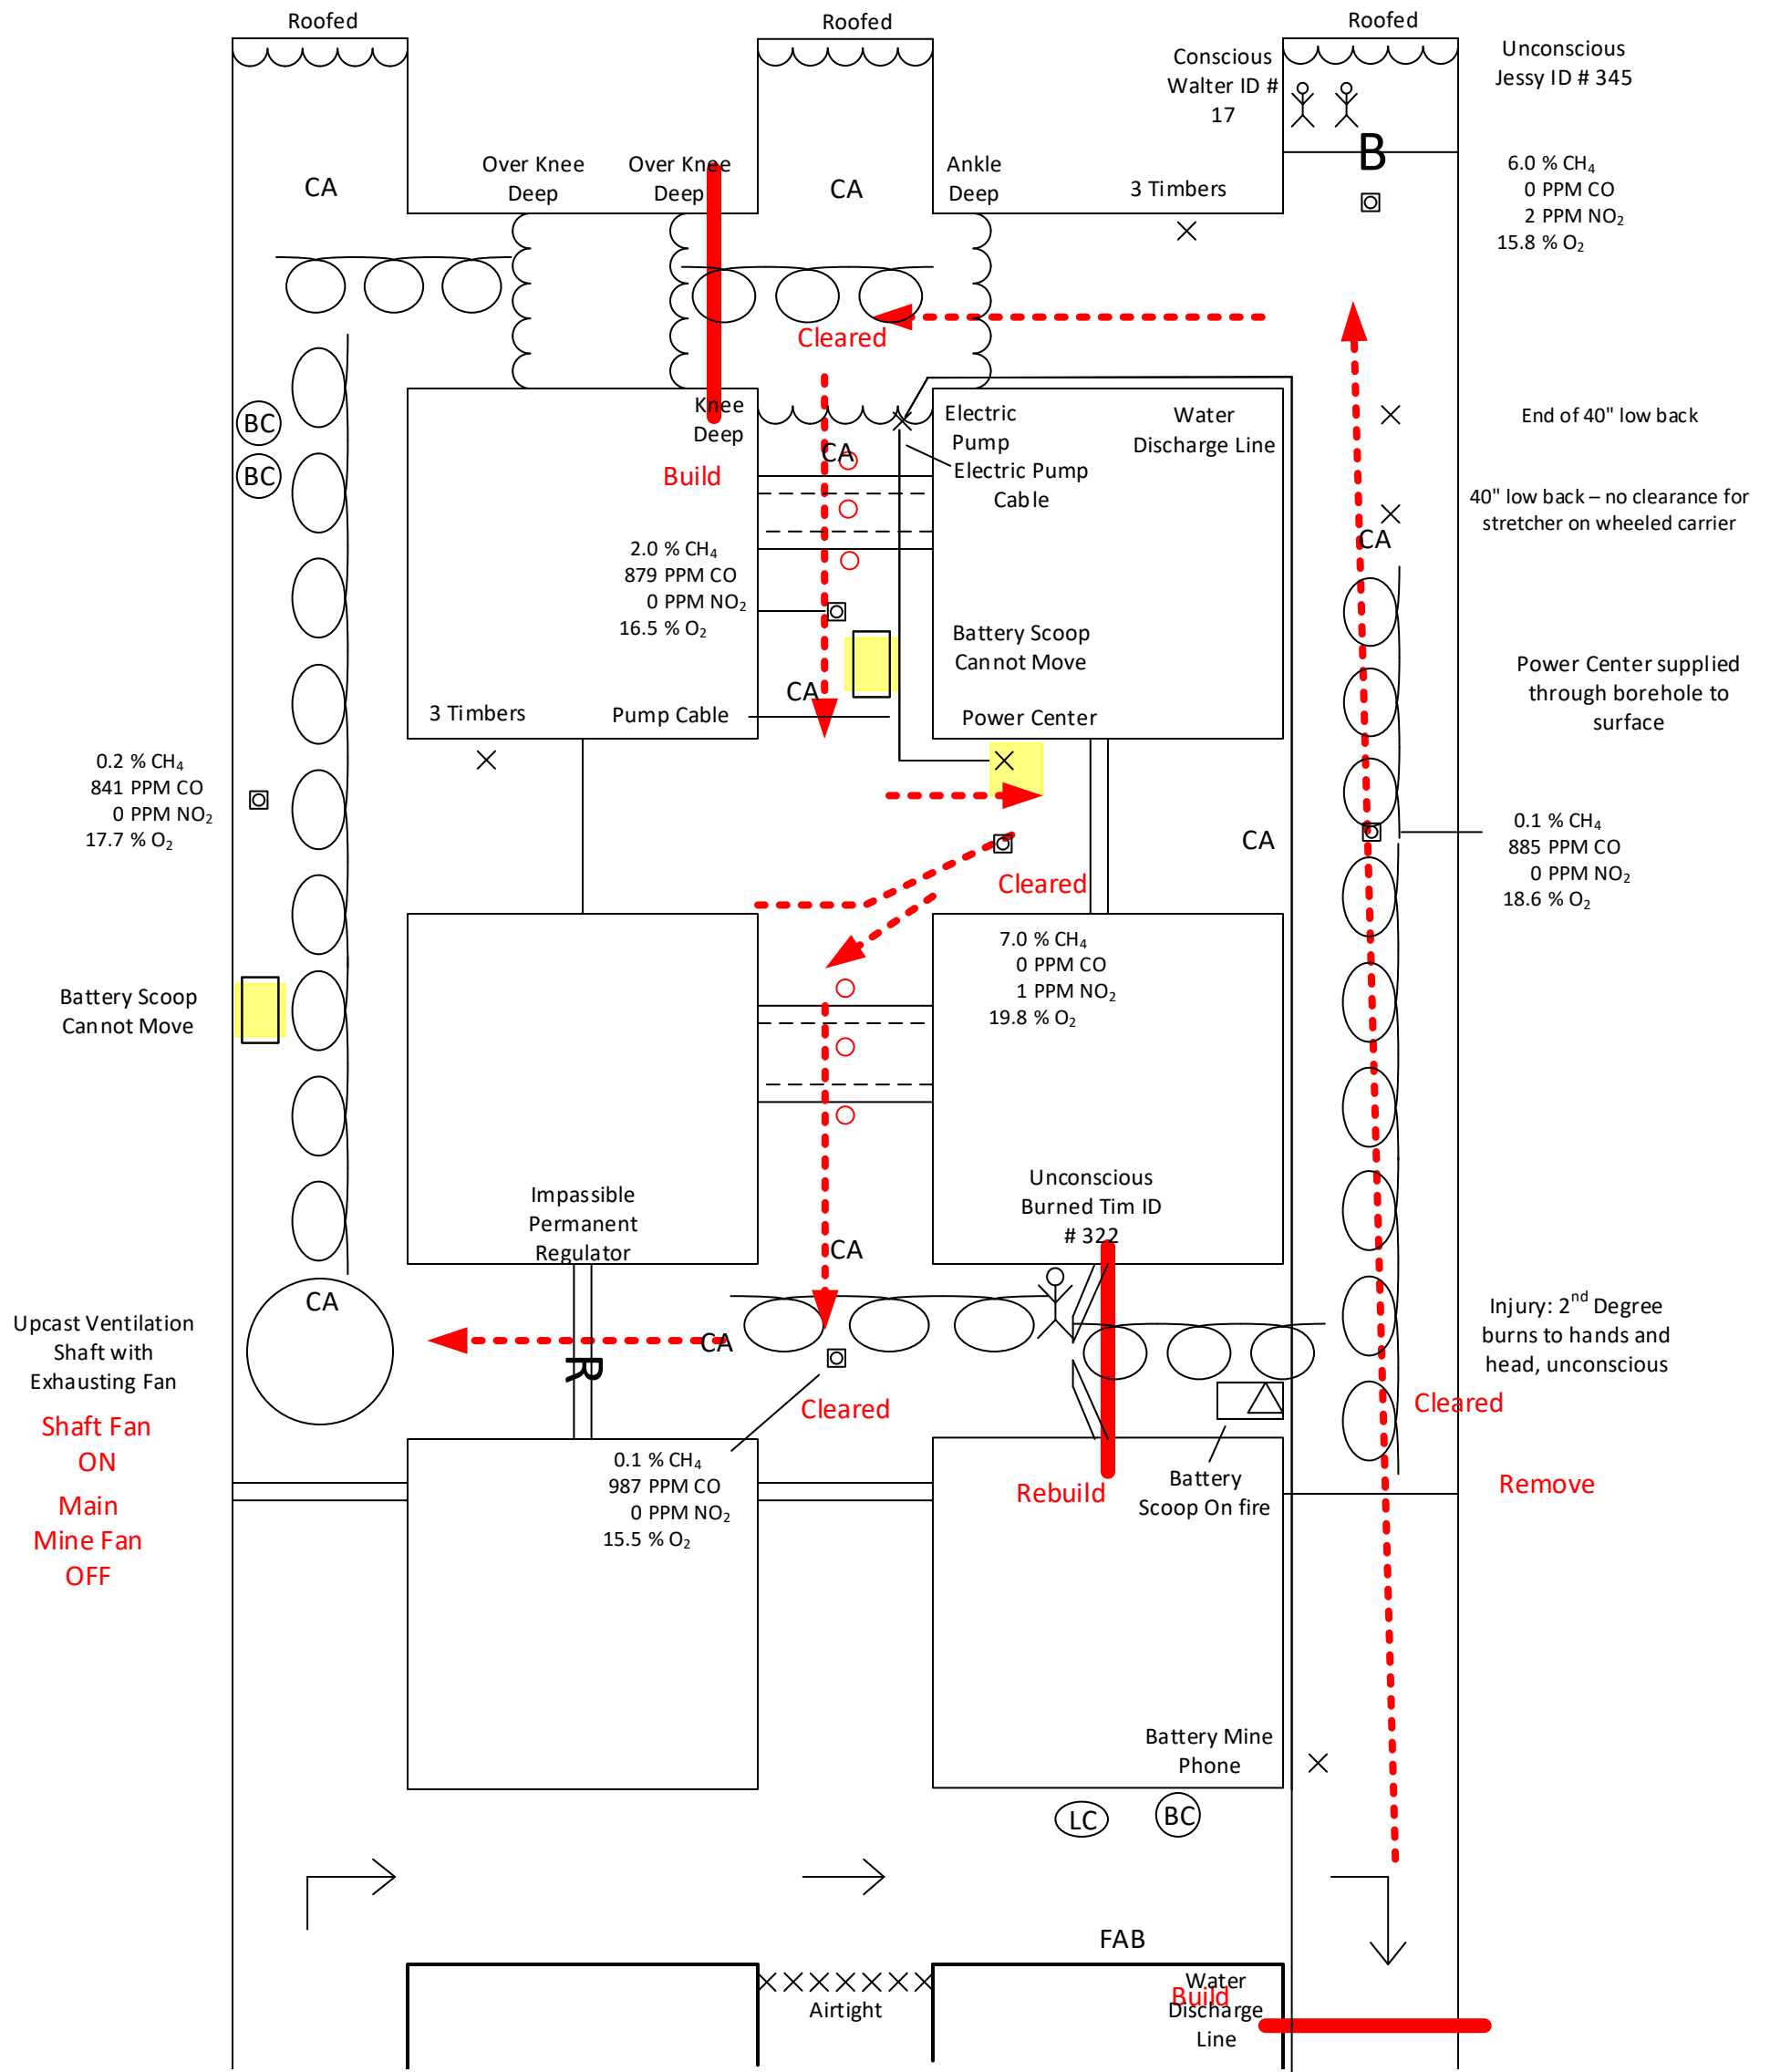 Roofed
Roofed
Roofed
Conscious
Walter ID #
17
Unconscious
Jessy ID # 345
B
Over Knee
Deep
Over Knee
Deep
Ankle
Deep
3 Timbers
CA
CA
6.0 % CH₄
0 PPM CO
2 PPM NO₂
15.8 % O₂
Cleared
BC
BC
Knee
Deep
Build
CA
Electric
Pump
Electric Pump
Cable
Water
Discharge Line
End of 40" low back
40" low back – no clearance for
stretcher on wheeled carrier
CA
2.0 % CH₄
879 PPM CO
0 PPM NO₂
16.5 % O₂
Battery Scoop
Cannot Move
Power Center supplied
through borehole to
surface
CA
3 Timbers
Pump Cable
Power Center
0.2 % CH₄
841 PPM CO
0 PPM NO₂
17.7 % O₂
CA
0.1 % CH₄
885 PPM CO
0 PPM NO₂
18.6 % O₂
Cleared
7.0 % CH₄
0 PPM CO
1 PPM NO₂
19.8 % O₂
Battery Scoop
Cannot Move
Impassible
Permanent
Regulator
Unconscious
Burned Tim ID
# 322
CA
CA
CA
R
Upcast Ventilation
Shaft with
Exhausting Fan
Injury: 2nd Degree
burns to hands and
head, unconscious
Cleared
Cleared
Shaft Fan
ON
Main
Mine Fan
OFF
0.1 % CH₄
987 PPM CO
0 PPM NO₂
15.5 % O₂
Rebuild
Battery
Scoop On fire
Remove
Battery Mine
Phone
LC
BC
FAB
Airtight
Water
Discharge
Line
Build